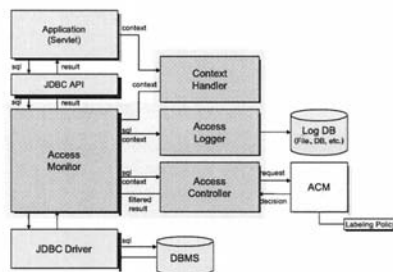 Application
(Servlet)
context
sql
result
JDBC API
context
Context
Handler
sql
result
Access
Monitor
sql
context
Access
Logger
Log DB
(File, DB, etc.)
sql
context
filtered
result
Access
Controller
request
decision
ACM
Labeling Policy
JDBC Driver
sql
DBMS